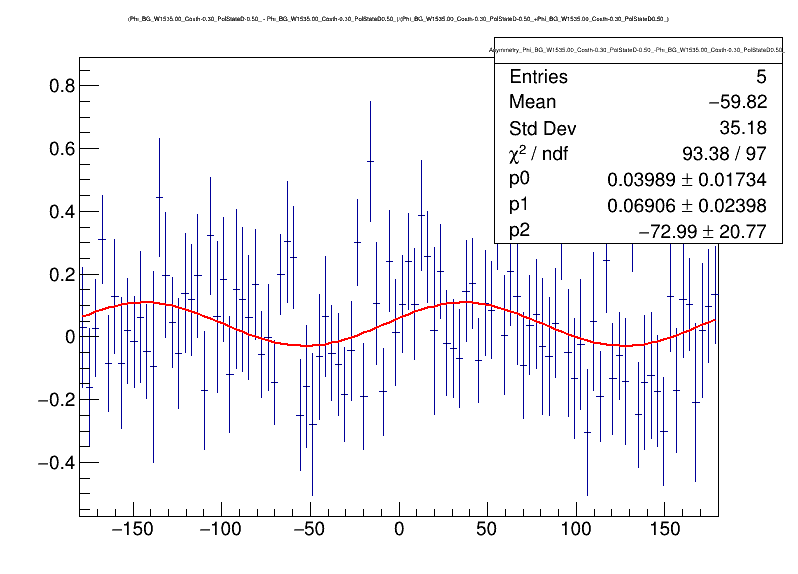 (Phi_BG_W1535.00_Costh-0.30_PolStateD-0.50_- Phi_BG_W1535.00_Costh-0.30_PolStateD0.50_)/(Phi_BG_W1535.00_Costh-0.30_PolStateD-0.50_+Phi_BG_W1535.00_Costh-0.30_PolStateD0.50_)
Asymmetry_Phi_BG_W1535.00_Costh-0.30_PolStateD-0.50_-Phi_BG_W1535.00_Costh-0.30_PolStateD0.50_
Entries 5
Mean −59.82
Std Dev 35.18
χ² / ndf 93.38 / 97
p0 0.03989 ± 0.01734
p1 0.06906 ± 0.02398
p2 −72.99 ± 20.77
0.8
0.6
0.4
0.2
0
−0.2
−0.4
−150 −100 −50 0 50 100 150